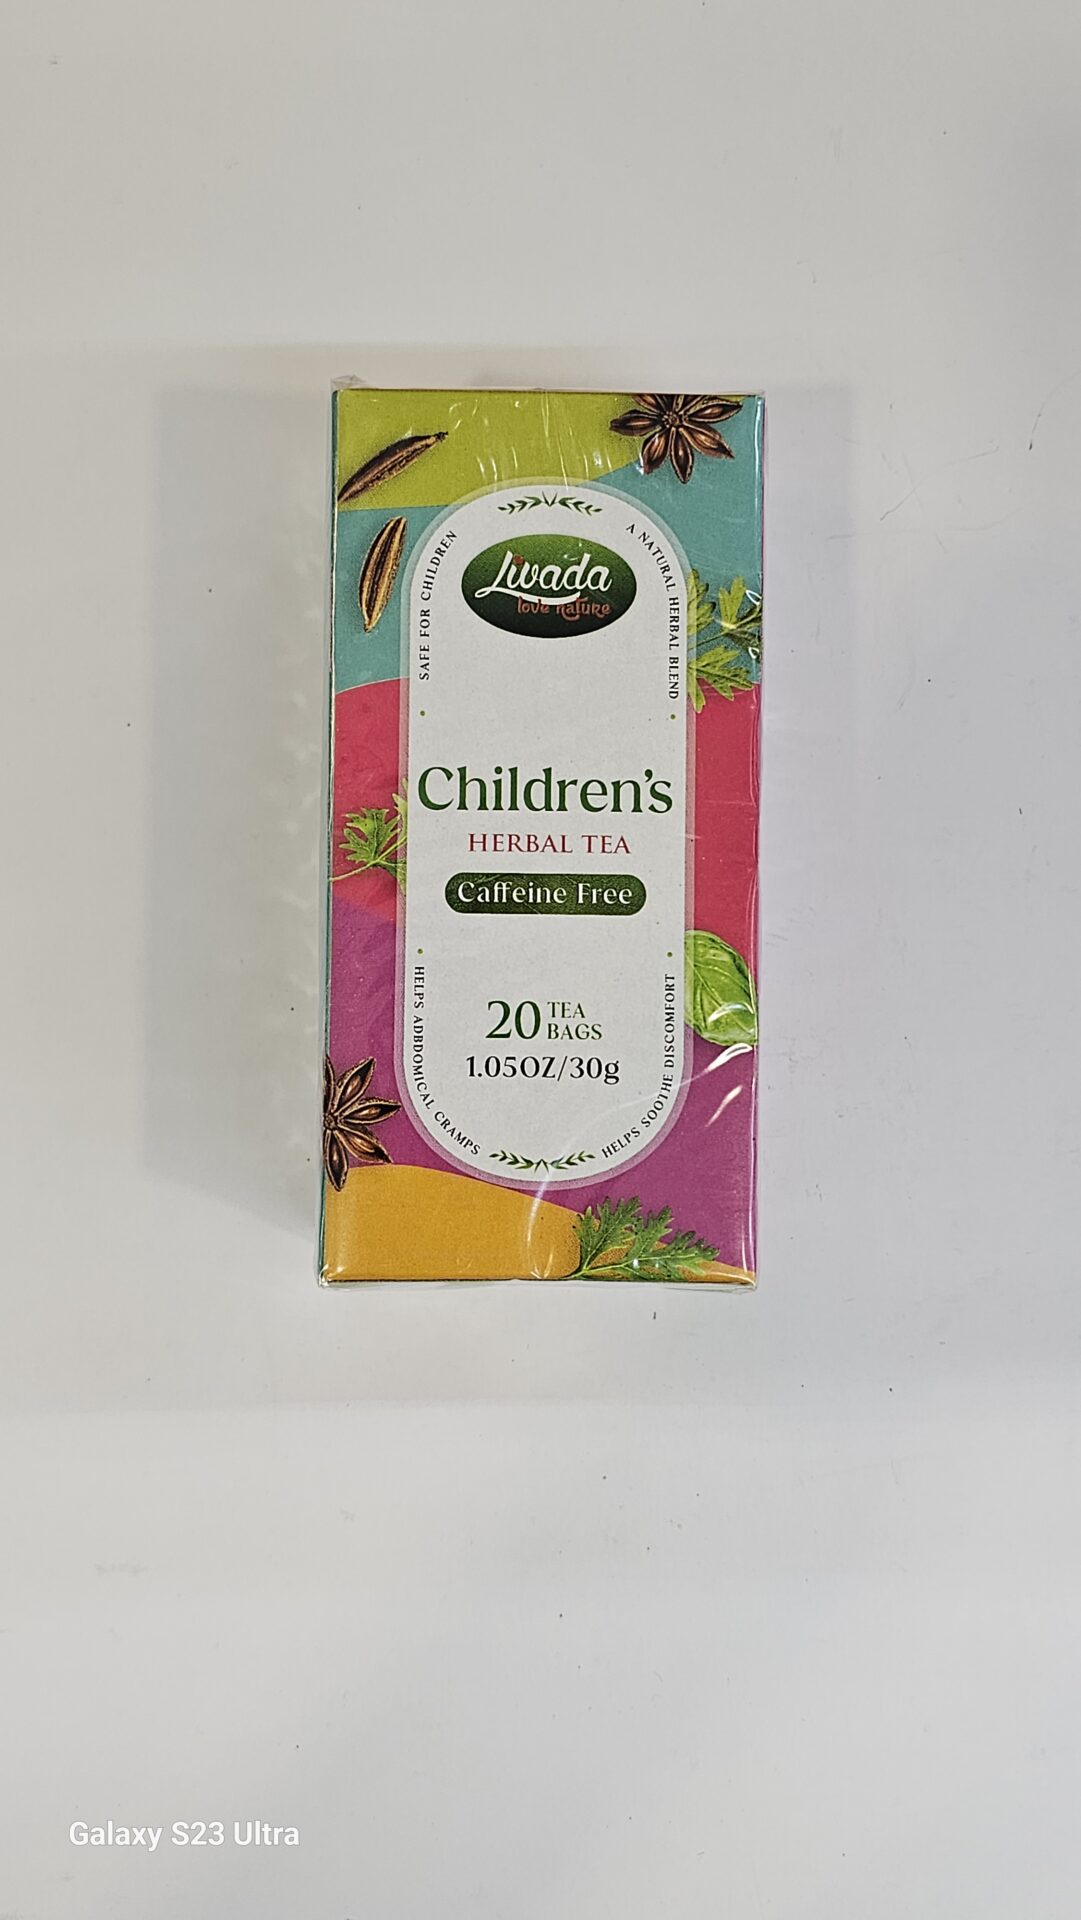 SAFE FOR CHILDREN
A NATURAL HERBAL BLEND
Livada
love nature
Children's
HERBAL TEA
Caffeine Free
20 TEA
BAGS
1.05OZ/30g
HELPS ADBDOMICAL CRAMPS
HELPS SOOTHE DISCOMFORT
Galaxy S23 Ultra